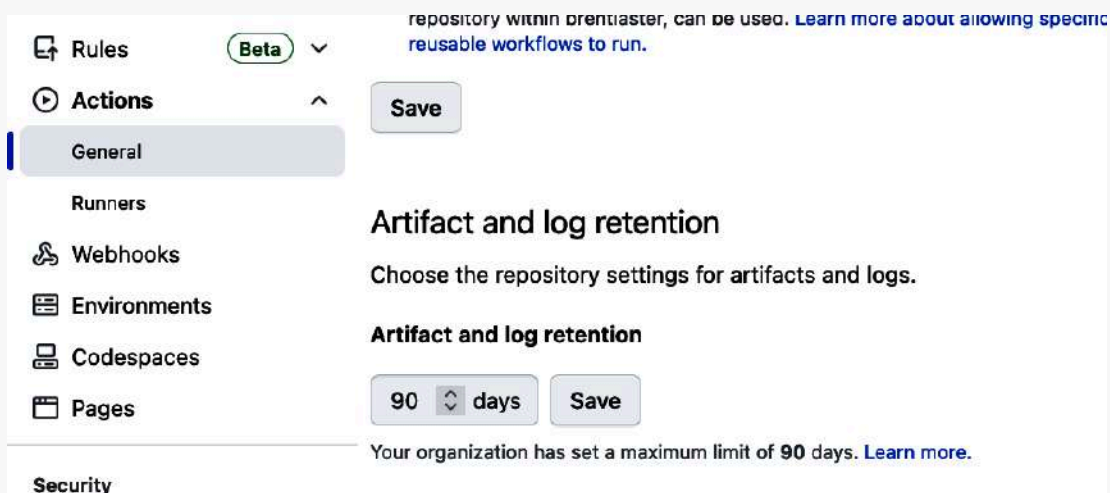 Rules
Beta
Actions
General
Runners
Webhooks
Environments
Codespaces
Pages
Security
repository within brentlaster, can be used. Learn more about allowing specific
reusable workflows to run.
Save
Artifact and log retention
Choose the repository settings for artifacts and logs.
Artifact and log retention
90 days Save
Your organization has set a maximum limit of 90 days. Learn more.